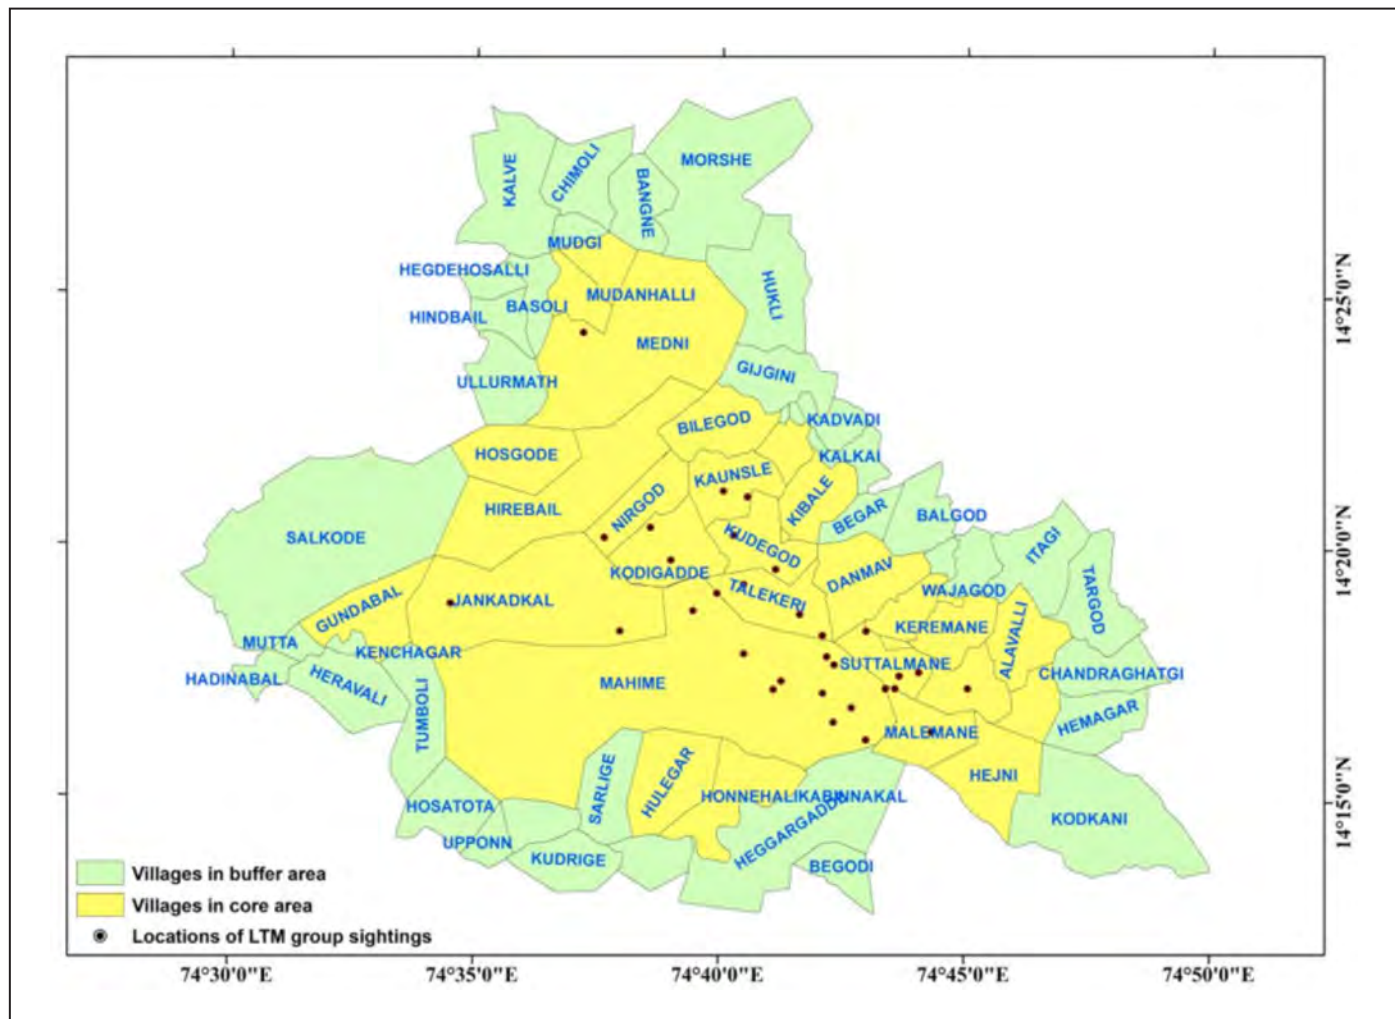 MORSHE
CHIMOLI
KALVE
BANGNE
MUDGI
HEGDEHOSALLI
HUKLI
MUDANHALLI
BASOLI
HINDBAIL
MEDNI
GIJGINI
ULLURMATH
KADVADI
BILEGOD
HOSGODE
KALKAI
KAUNSLE
KIBALE
NIRGOD
HIREBAIL
BEGAR
BALGOD
SALKODE
KUDEGOD
ITAGI
KODIGADDE
DANMAV
WAJAGOD
TARGOD
TALEKERI
JANKADKAL
GUNDABAL
KEREMANE
ALAVALLI
MUTTA
KENCHAGAR
SUTTALMANE
CHANDRAGHATGI
HADINABAL
HERAVALI
MAHIME
TUMBOLI
HEMAGAR
MALEMANE
HEJNI
SARLIGE
HULEGAR
HONNEHALIKABINNAKAL
HOSATOTA
KODKANI
HEGGARGADDE
UPPONN
KUDRIGE
BEGODI
14°25'0"N
14°20'0"N
14°15'0"N
Villages in buffer area
Villages in core area
Locations of LTM group sightings
74°30'0"E 74°35'0"E 74°40'0"E 74°45'0"E 74°50'0"E